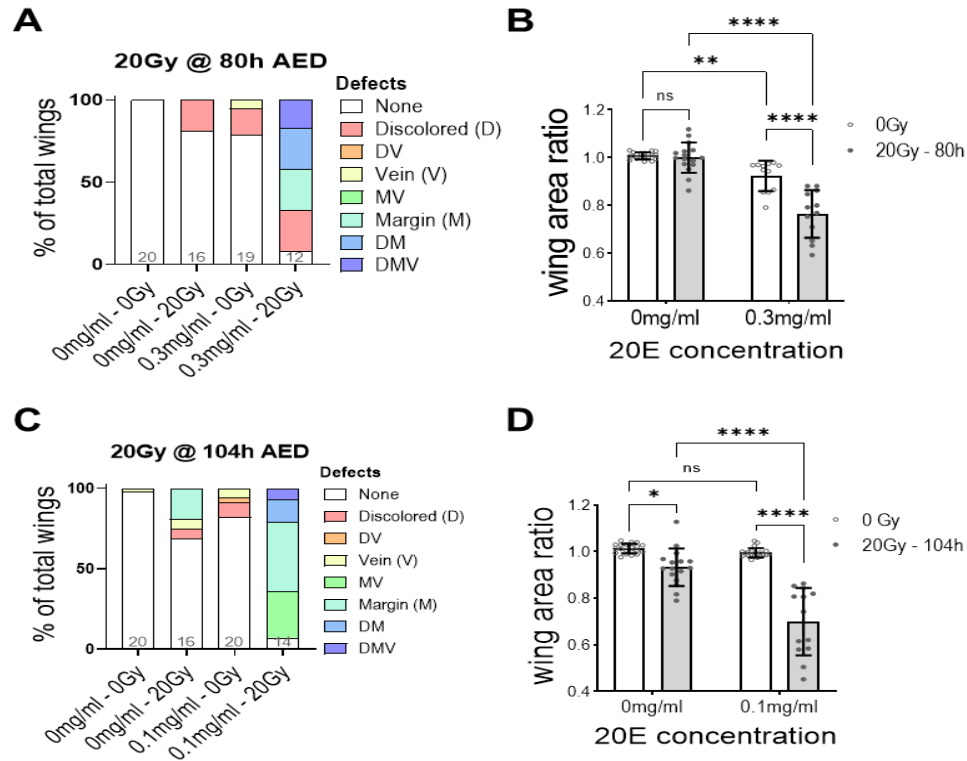 A
20Gy @ 80h AED
% of total wings
100
50
0
20
16
19
12
0mg/ml - 0Gy
0mg/ml - 20Gy
0.3mg/ml - 0Gy
0.3mg/ml - 20Gy
Defects
None
Discolored (D)
DV
Vein (V)
MV
Margin (M)
DM
DMV
B
wing area ratio
1.2
1.0
0.8
0.6
0.4
****
**
ns
****
0mg/ml
0.3mg/ml
20E concentration
0Gy
20Gy - 80h
C
20Gy @ 104h AED
% of total wings
100
50
0
20
16
20
14
0mg/ml - 0Gy
0mg/ml - 20Gy
0.1mg/ml - 0Gy
0.1mg/ml - 20Gy
Defects
None
Discolored (D)
DV
Vein (V)
MV
Margin (M)
DM
DMV
D
wing area ratio
1.2
1.0
0.8
0.6
0.4
****
ns
*
****
0mg/ml
0.1mg/ml
20E concentration
0 Gy
20Gy - 104h